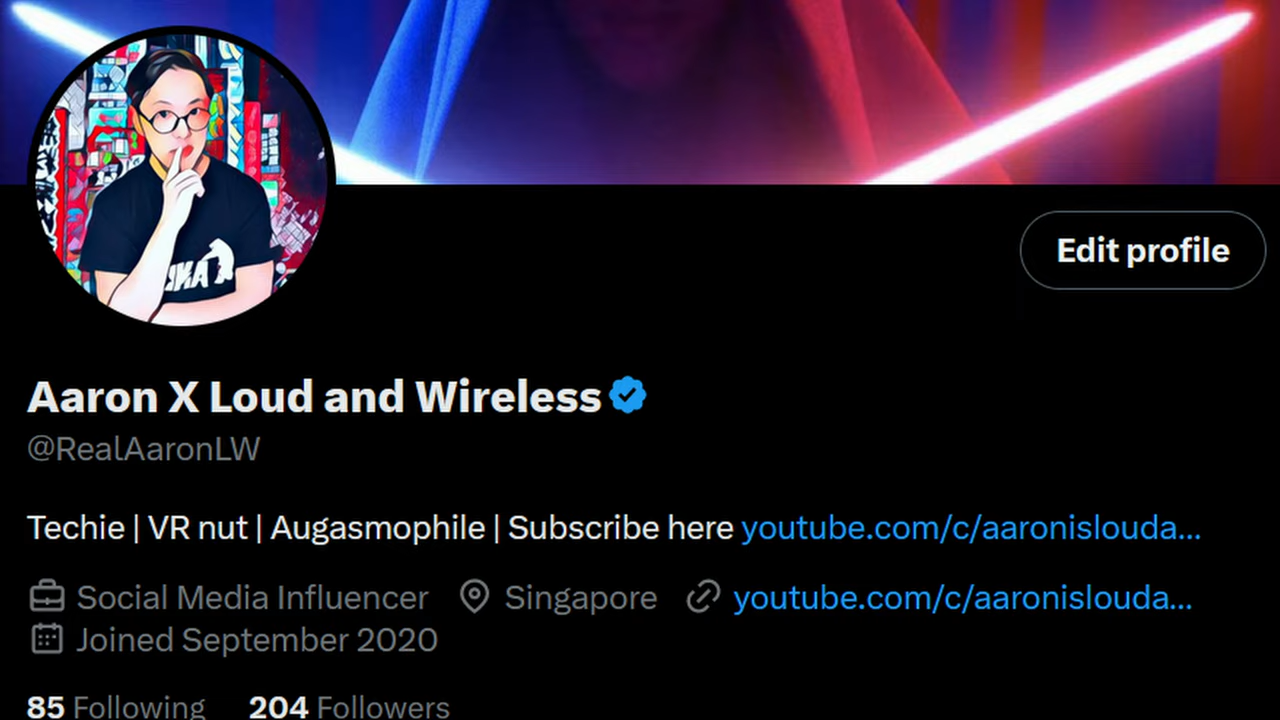 Edit profile
Aaron X Loud and Wireless
@RealAaronLW
Techie | VR nut | Augasmophile | Subscribe here youtube.com/c/aaronislouda...
Social Media Influencer Singapore youtube.com/c/aaronislouda...
Joined September 2020
85 Following 204 Followers